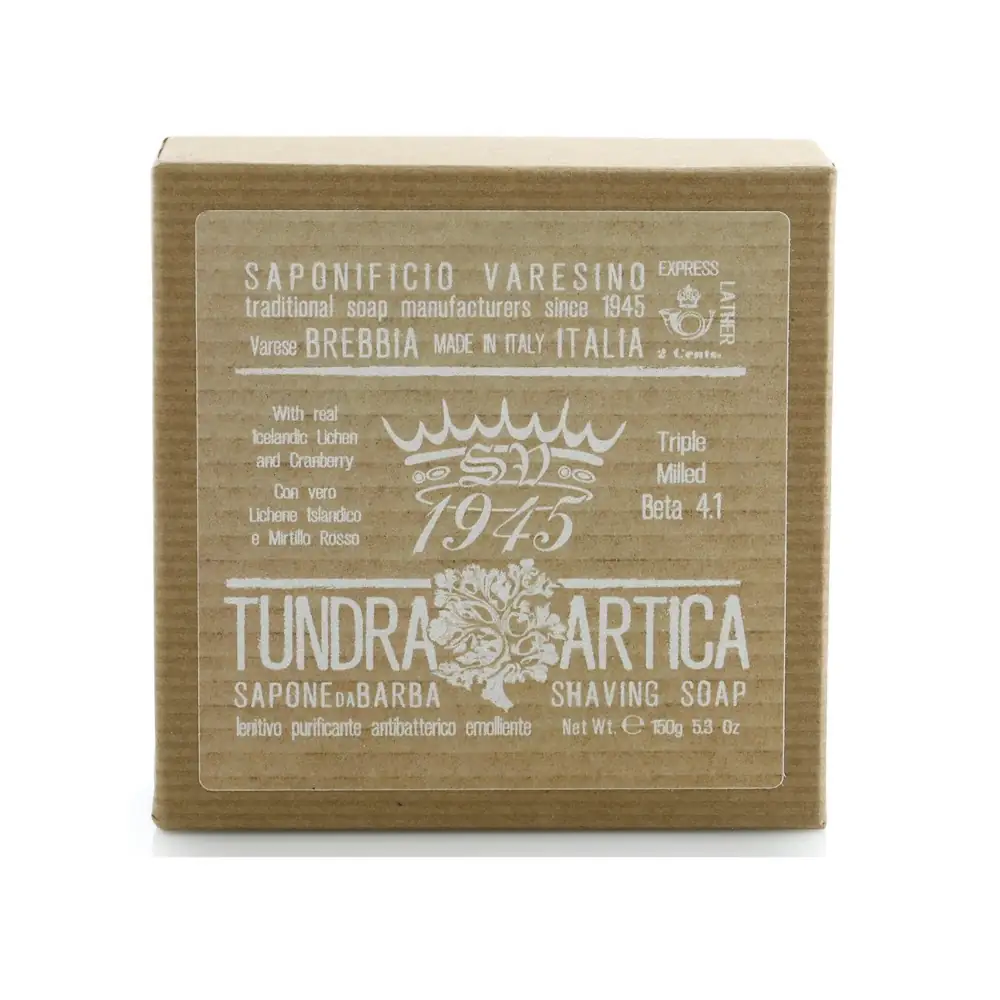 SAPONIFICIO VARESINO
traditional soap manufacturers since 1945
Varese BREBBIA MADE IN ITALY ITALIA
EXPRESS
LATHER
2 Cents.
With real
Icelandic Lichen
and Cranberry
Con vero
Lichene Islandico
e Mirtillo Rosso
SV
1945
Triple
Milled
Beta 4.1
TUNDRA ARTICA
SAPONE DA BARBA
SHAVING SOAP
lenitivo purificante antibatterico emolliente
Net Wt. ℮ 150g 5.3 Oz